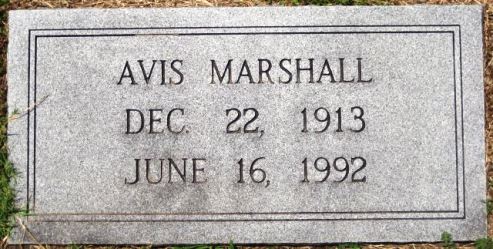 AVIS MARSHALL
DEC. 22, 1913
JUNE 16, 1992